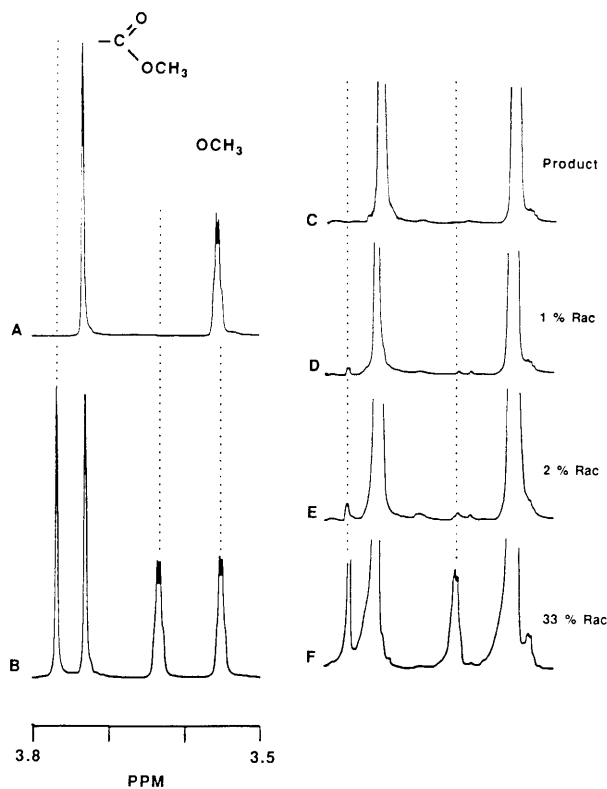 O
—C
OCH₃
OCH₃
A
B
3.8
3.5
PPM
Product
C
1 % Rac
D
2 % Rac
E
33 % Rac
F